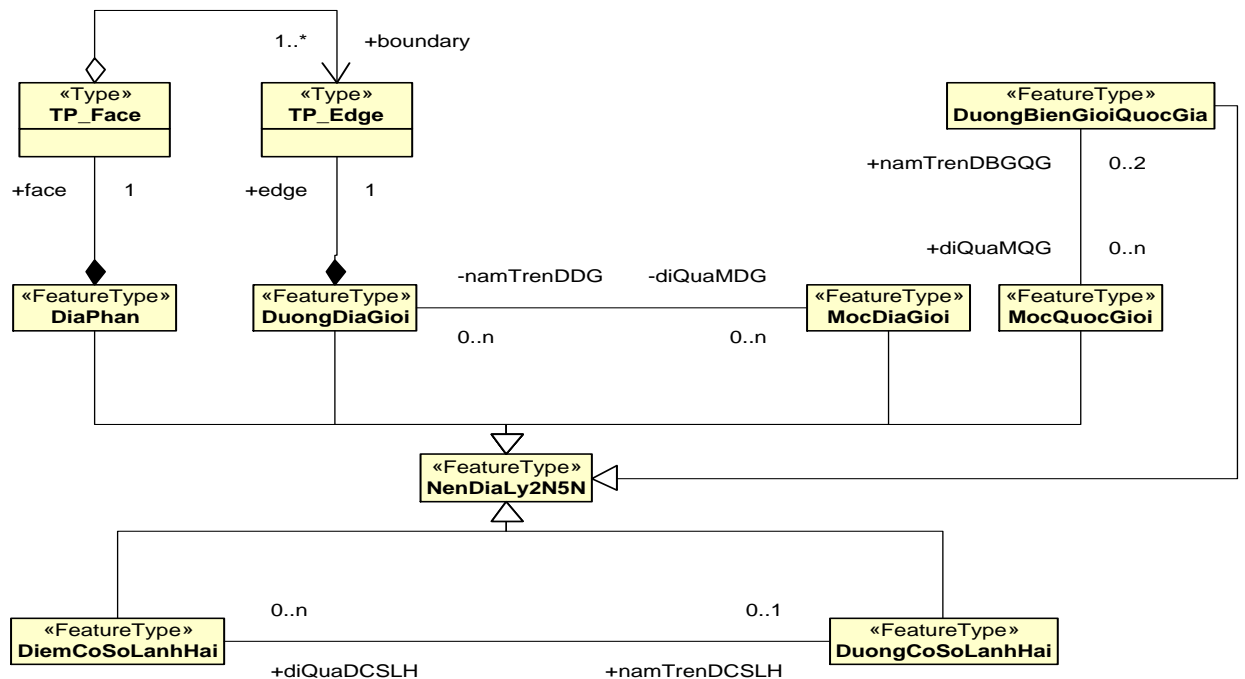 1..* +boundary
«Type»
TP_Face
«Type»
TP_Edge
«FeatureType»
DuongBienGioiQuocGia
+face 1
+edge 1
+namTrenDBGQG 0..2
+diQuaMQG 0..n
«FeatureType»
DiaPhan
«FeatureType»
DuongDiaGioi
-namTrenDDG -diQuaMDG
0..n 0..n
«FeatureType»
MocDiaGioi
«FeatureType»
MocQuocGioi
«FeatureType»
NenDiaLy2N5N
0..n 0..1
«FeatureType»
DiemCoSoLanhHai
«FeatureType»
DuongCoSoLanhHai
+diQuaDCSLH +namTrenDCSLH